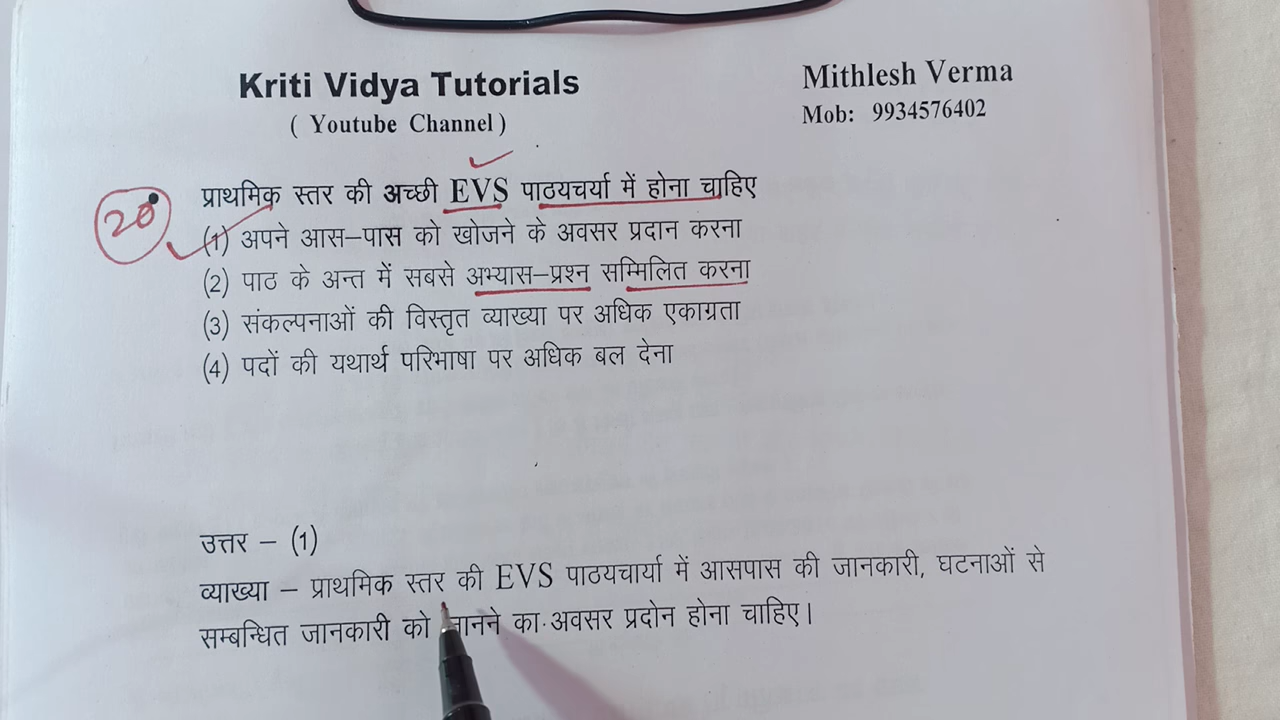 Kriti Vidya Tutorials
( Youtube Channel )
Mithlesh Verma
Mob: 9934576402
20
प्राथमिक स्तर की अच्छी EVS पाठयचर्या में होना चाहिए
(1) अपने आस–पास को खोजने के अवसर प्रदान करना
(2) पाठ के अन्त में सबसे अभ्यास–प्रश्न सम्मिलित करना
(3) संकल्पनाओं की विस्तृत व्याख्या पर अधिक एकाग्रता
(4) पदों की यथार्थ परिभाषा पर अधिक बल देना
उत्तर – (1)
व्याख्या – प्राथमिक स्तर की EVS पाठयचार्या में आसपास की जानकारी, घटनाओं से
सम्बन्धित जानकारी को का अवसर प्रदोन होना चाहिए।